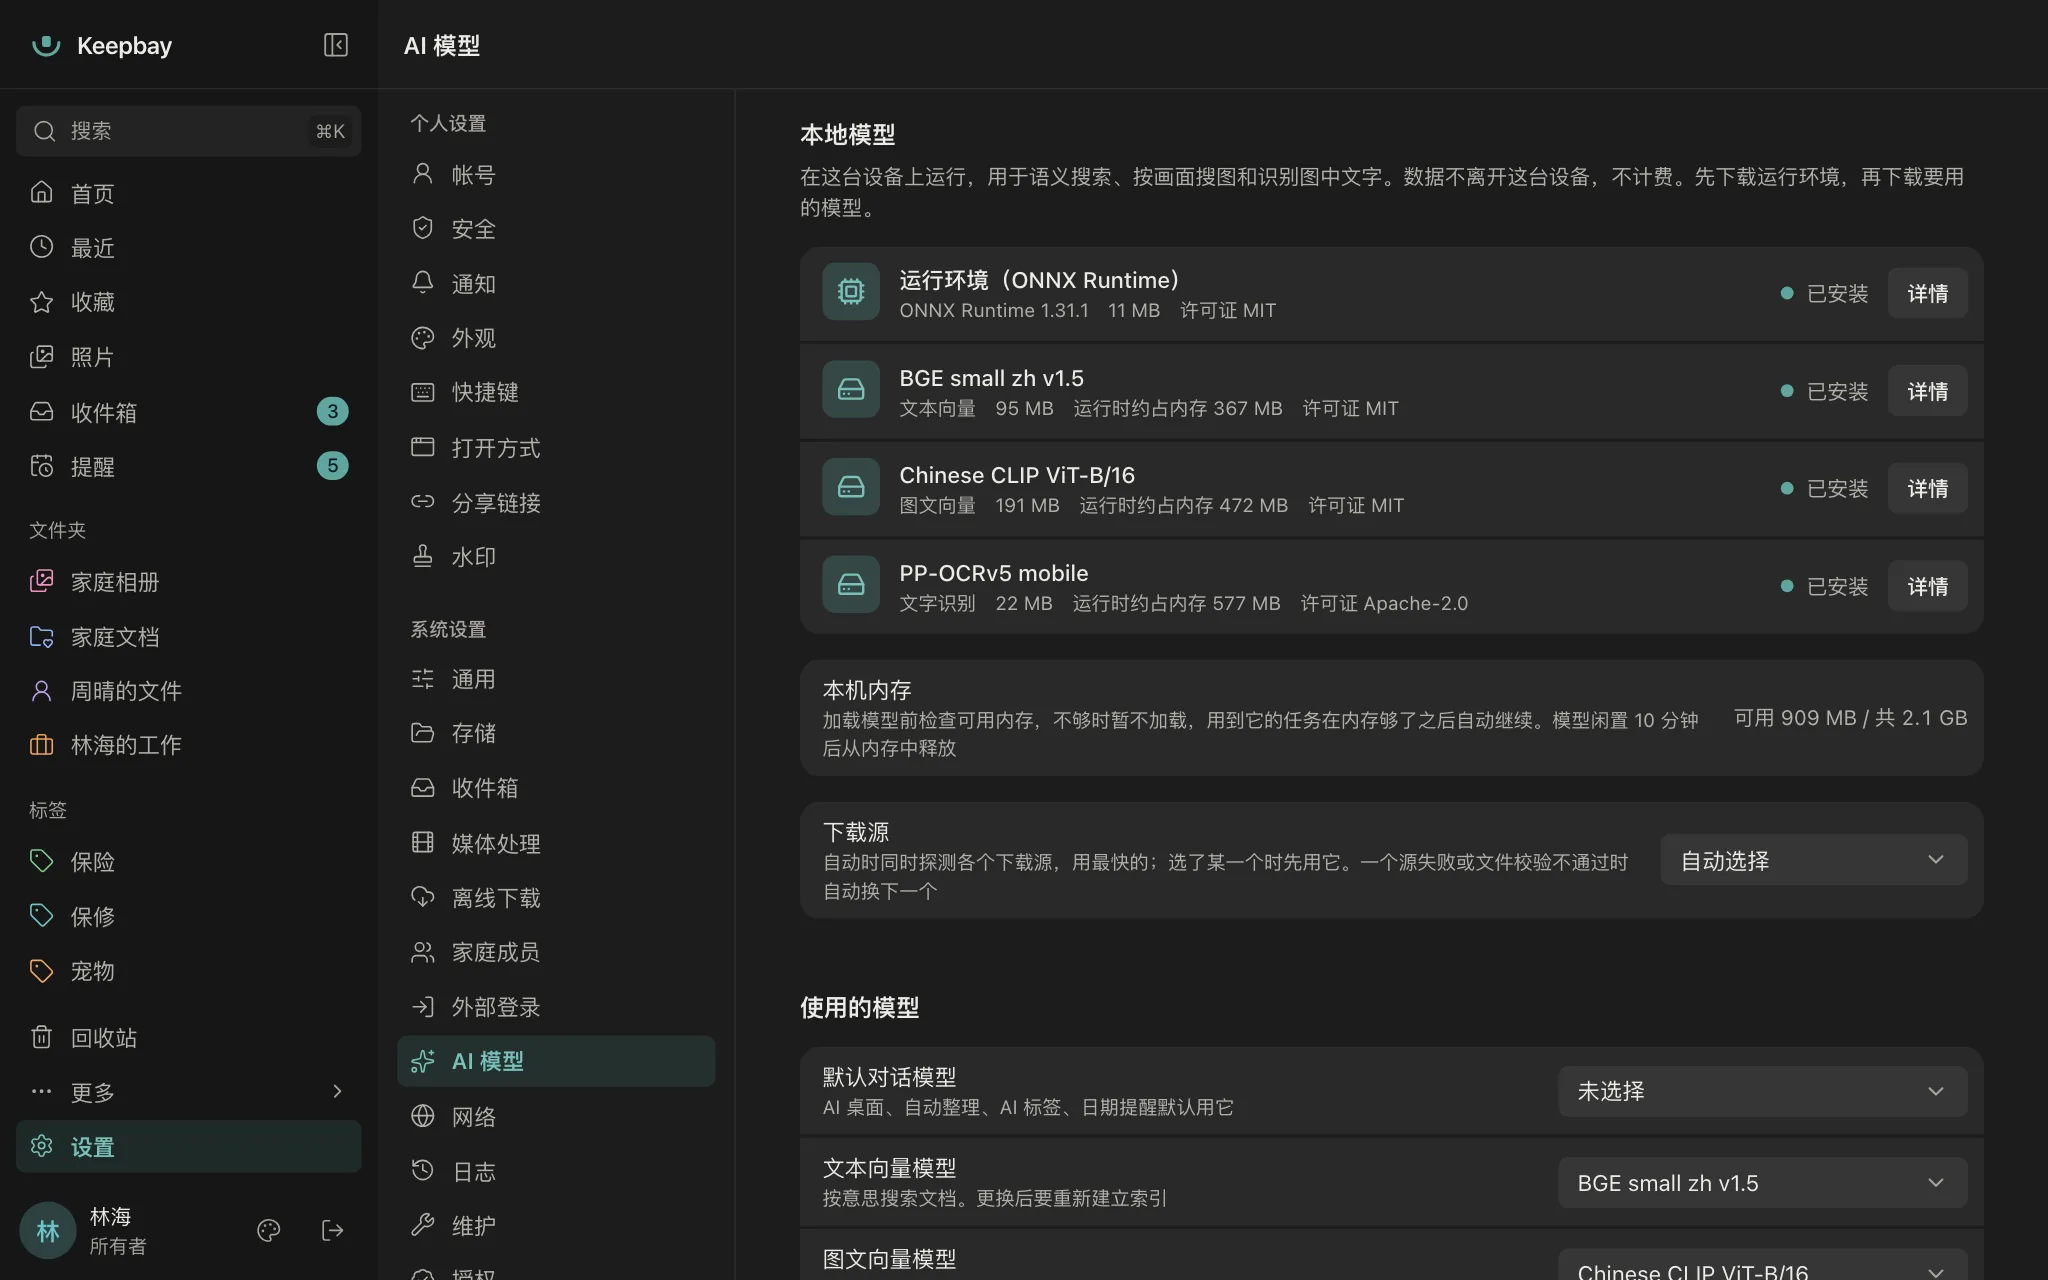 Keepbay
搜索
⌘K
首页
最近
收藏
照片
收件箱
3
提醒
5
文件夹
家庭相册
家庭文档
周晴的文件
林海的工作
标签
保险
保修
宠物
回收站
更多
设置
林
林海
所有者
AI 模型
个人设置
帐号
安全
通知
外观
快捷键
打开方式
分享链接
水印
系统设置
通用
存储
收件箱
媒体处理
离线下载
家庭成员
外部登录
AI 模型
网络
日志
维护
授权
本地模型
在这台设备上运行，用于语义搜索、按画面搜图和识别图中文字。数据不离开这台设备，不计费。先下载运行环境，再下载要用
的模型。
运行环境（ONNX Runtime）
ONNX Runtime 1.31.1 11 MB 许可证 MIT
已安装
详情
BGE small zh v1.5
文本向量 95 MB 运行时约占内存 367 MB 许可证 MIT
已安装
详情
Chinese CLIP ViT-B/16
图文向量 191 MB 运行时约占内存 472 MB 许可证 MIT
已安装
详情
PP-OCRv5 mobile
文字识别 22 MB 运行时约占内存 577 MB 许可证 Apache-2.0
已安装
详情
本机内存
加载模型前检查可用内存，不够时暂不加载，用到它的任务在内存够了之后自动继续。模型闲置 10 分钟
后从内存中释放
可用 909 MB / 共 2.1 GB
下载源
自动时同时探测各个下载源，用最快的；选了某一个时先用它。一个源失败或文件校验不通过时
自动换下一个
自动选择
使用的模型
默认对话模型
AI 桌面、自动整理、AI 标签、日期提醒默认用它
未选择
文本向量模型
按意思搜索文档。更换后要重新建立索引
BGE small zh v1.5
图文向量模型
Chinese CLIP ViT-B/16